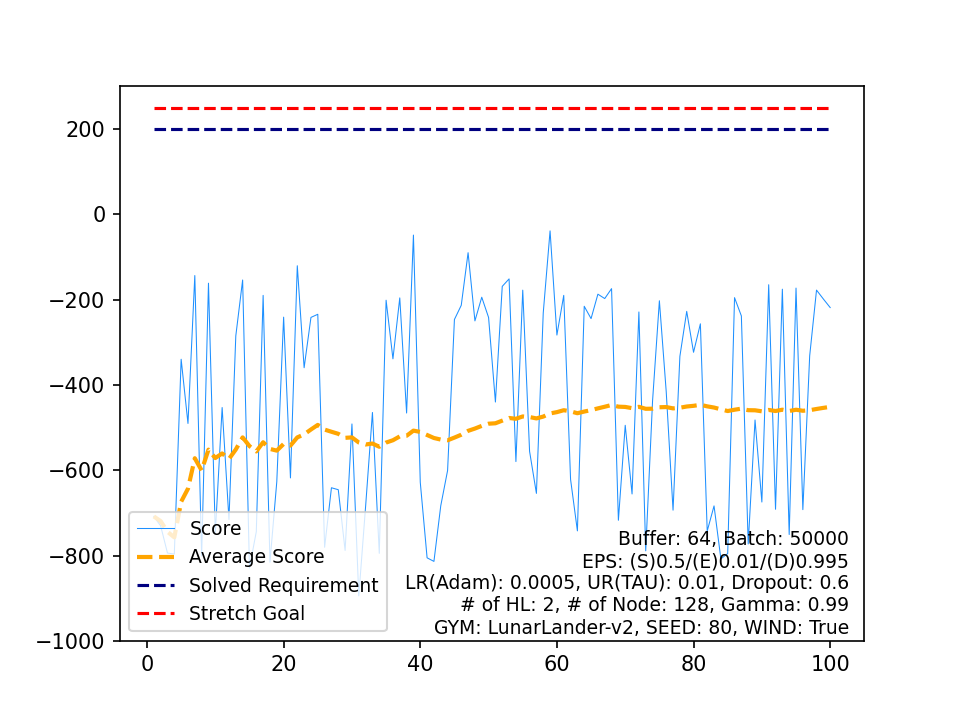 200
0
−200
−400
−600
−800
−1000
0
20
40
60
80
100
Score
Average Score
Solved Requirement
Stretch Goal
Buffer: 64, Batch: 50000
EPS: (S)0.5/(E)0.01/(D)0.995
LR(Adam): 0.0005, UR(TAU): 0.01, Dropout: 0.6
# of HL: 2, # of Node: 128, Gamma: 0.99
GYM: LunarLander-v2, SEED: 80, WIND: True